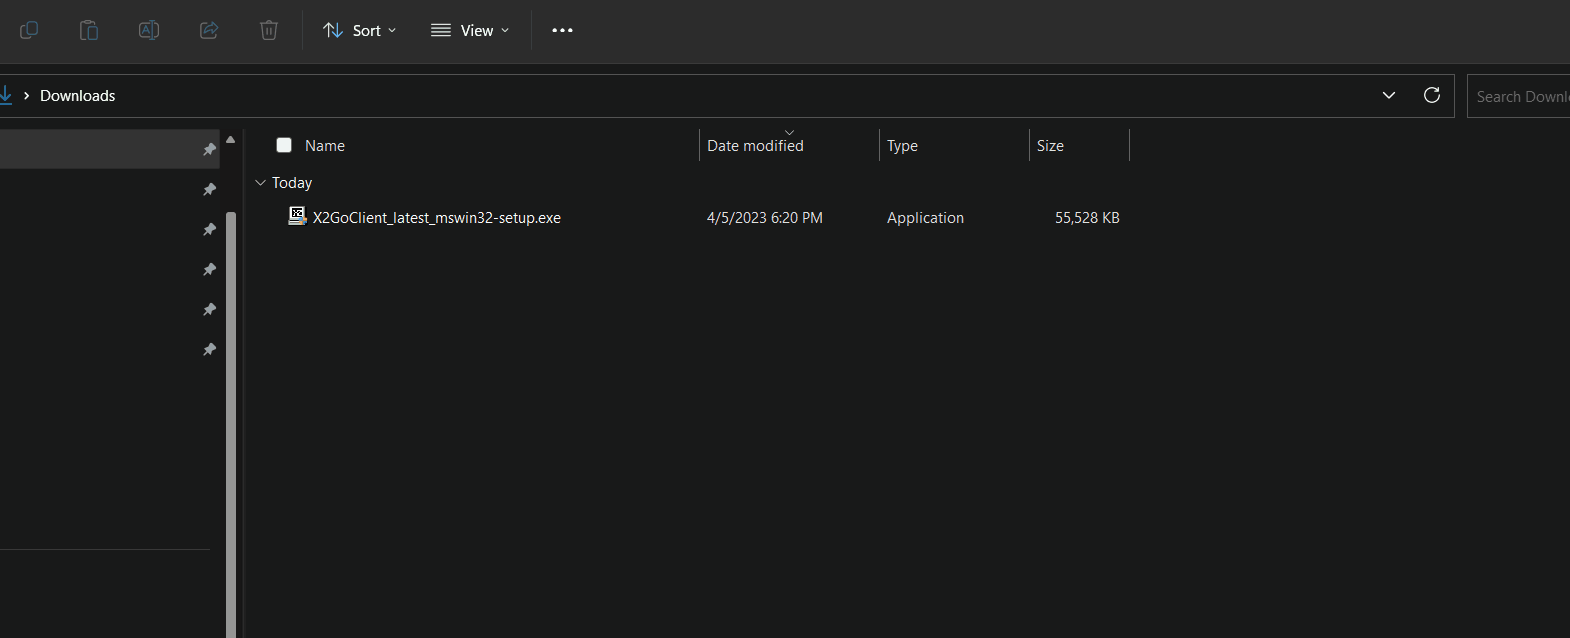 Sort View
Downloads
Search Downl
Name Date modified Type Size
Today
X2GoClient_latest_mswin32-setup.exe 4/5/2023 6:20 PM Application 55,528 KB